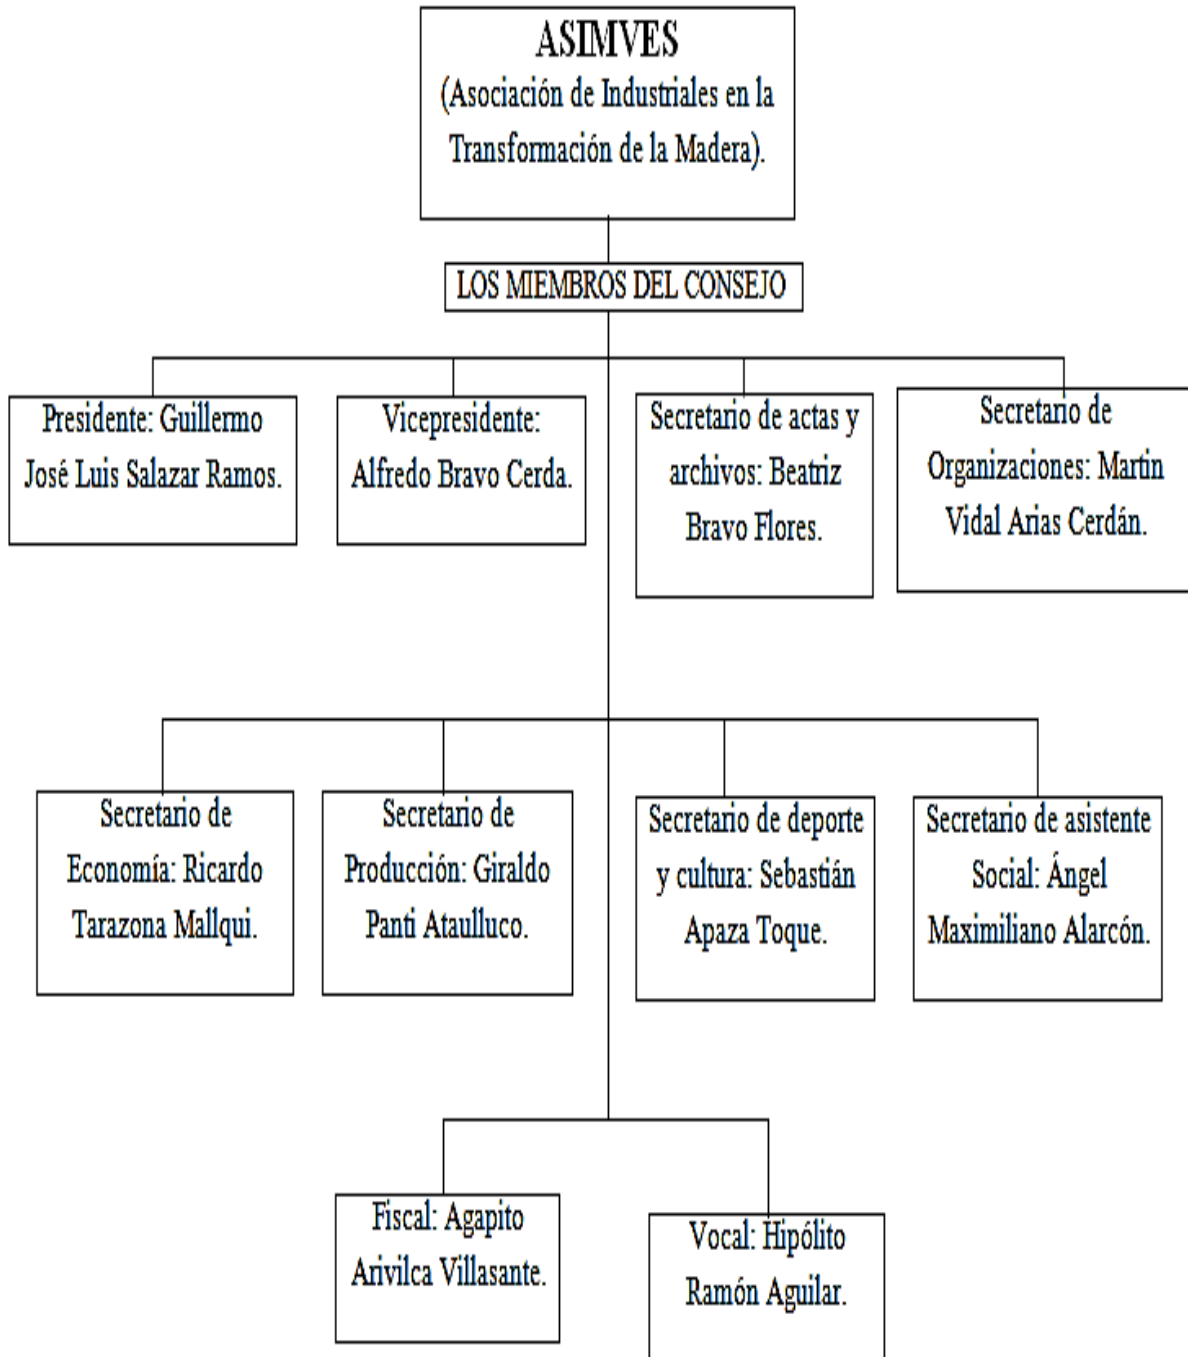 ASIMVES
(Asociación de Industriales en la
Transformación de la Madera).
LOS MIEMBROS DEL CONSEJO
Presidente: Guillermo
José Luis Salazar Ramos.
Vicepresidente:
Alfredo Bravo Cerda.
Secretario de actas y
archivos: Beatriz
Bravo Flores.
Secretario de
Organizaciones: Martin
Vidal Arias Cerdán.
Secretario de
Economía: Ricardo
Tarazona Mallqui.
Secretario de
Producción: Giraldo
Panti Ataulluco.
Secretario de deporte
y cultura: Sebastián
Apaza Toque.
Secretario de asistente
Social: Ángel
Maximiliano Alarcón.
Fiscal: Agapito
Arivilca Villasante.
Vocal: Hipólito
Ramón Aguilar.